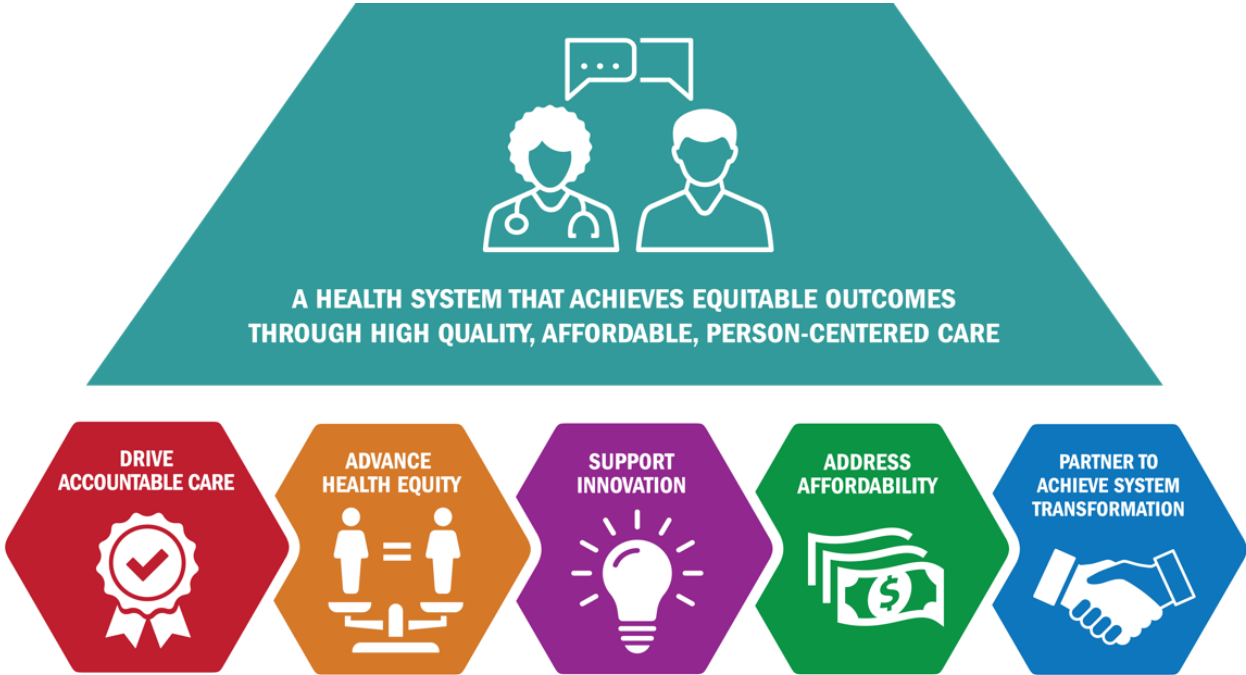 A HEALTH SYSTEM THAT ACHIEVES EQUITABLE OUTCOMES
THROUGH HIGH QUALITY, AFFORDABLE, PERSON-CENTERED CARE
DRIVE
ACCOUNTABLE CARE
ADVANCE
HEALTH EQUITY
=
SUPPORT
INNOVATION
ADDRESS
AFFORDABILITY
$
PARTNER TO
ACHIEVE SYSTEM
TRANSFORMATION